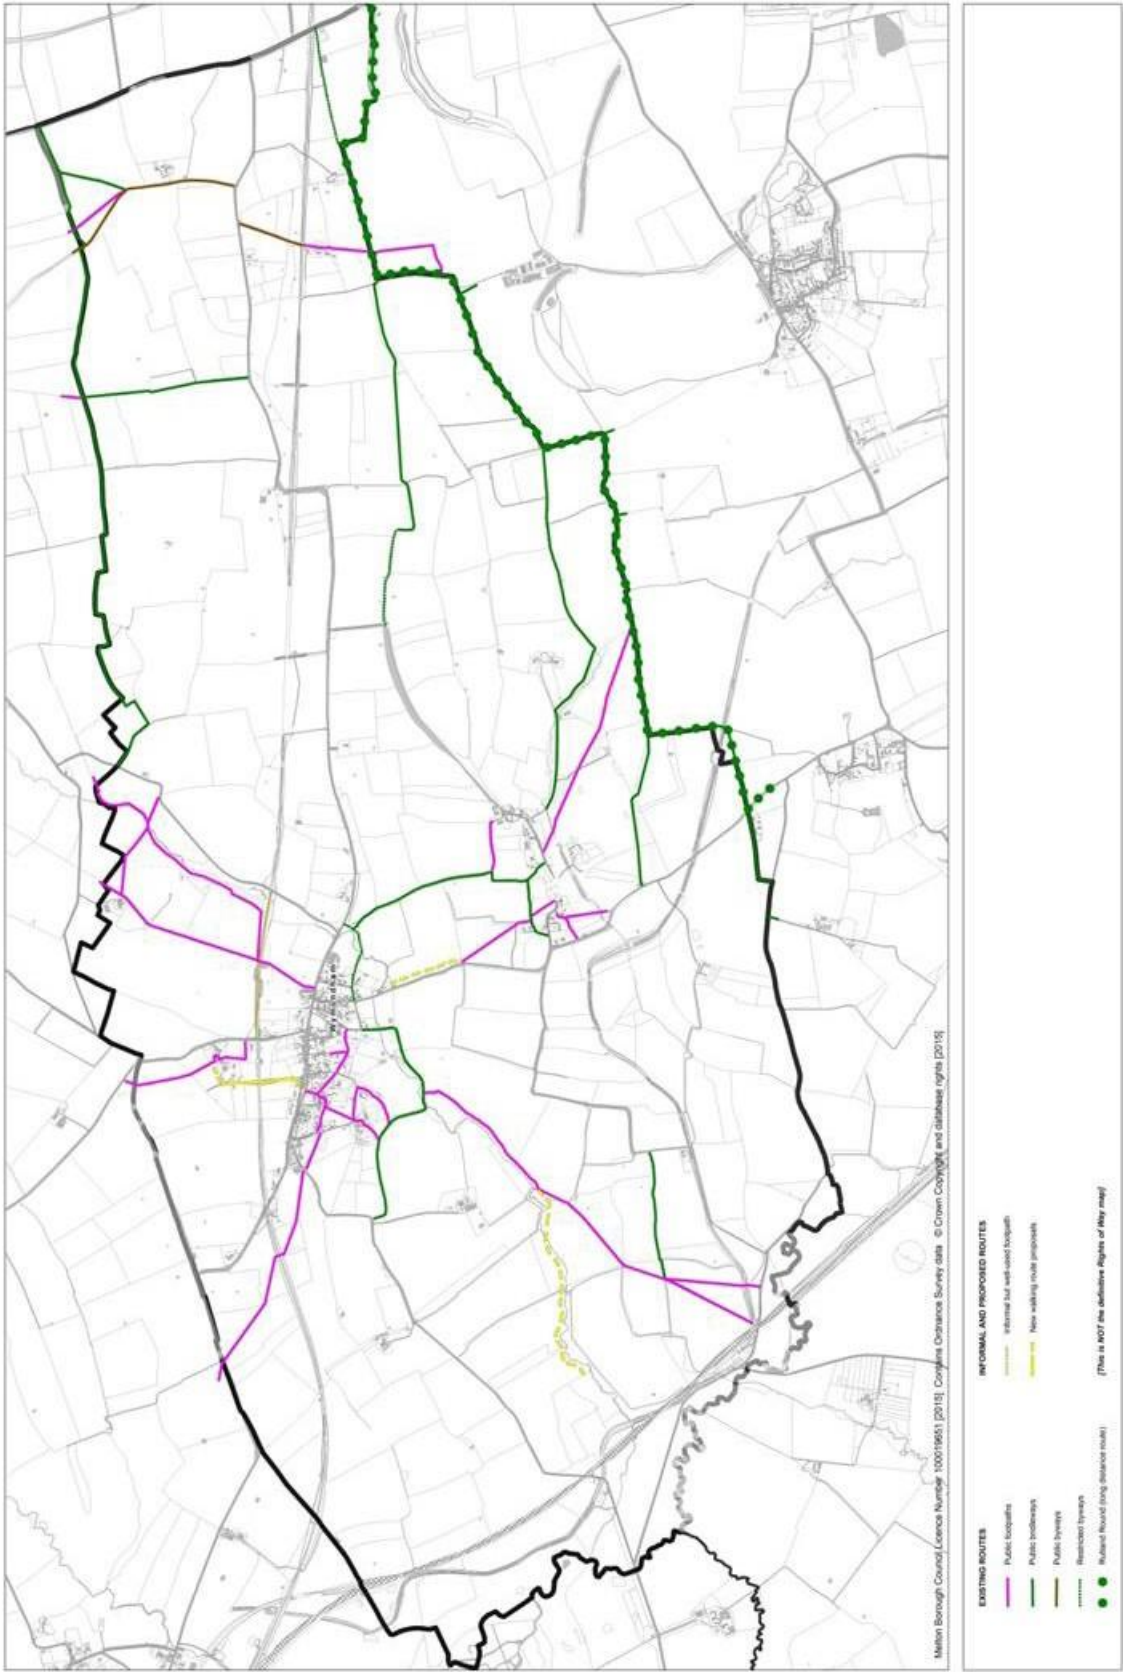 Wymondham
Melton Borough Council Licence Number 100019651 [2015] Contains Ordnance Survey data © Crown Copyright and database rights [2015]
EXISTING ROUTES
Public footpaths
Public bridleways
Public byways
Restricted byways
Rutland Round (long distance route)
INFORMAL AND PROPOSED ROUTES
Informal but well-used footpath
New walking route proposals
(This is NOT the definitive Rights of Way map)